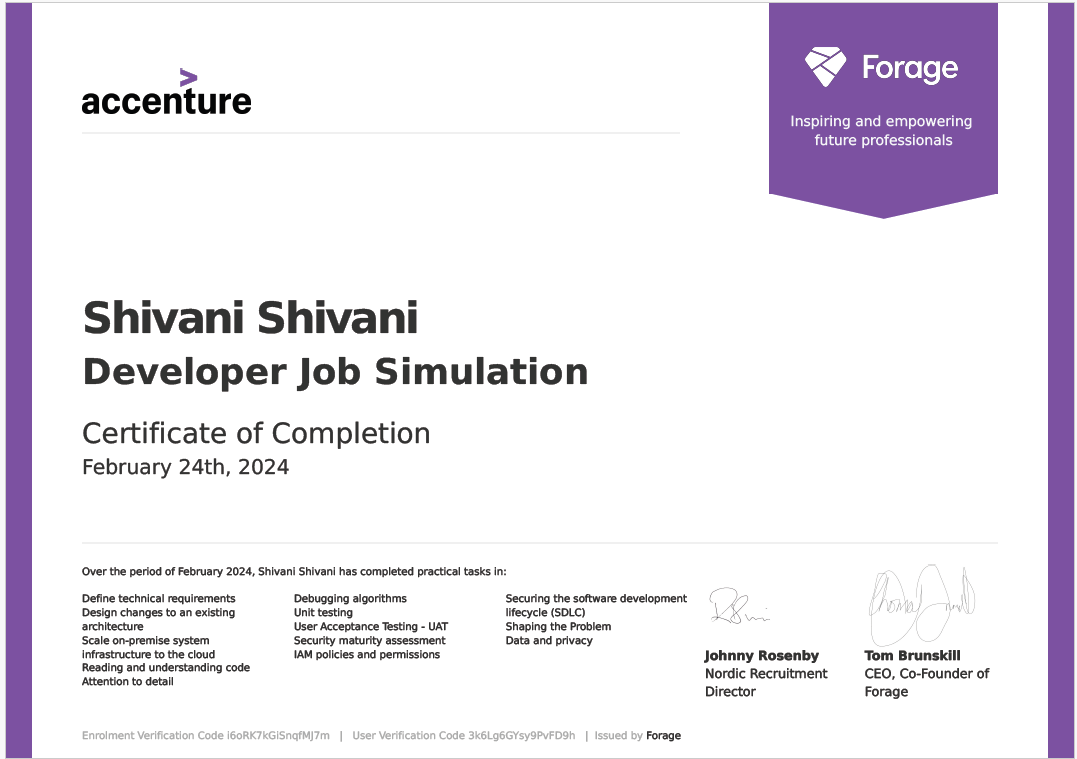 accenture
Forage
Inspiring and empowering
future professionals
Shivani Shivani
Developer Job Simulation
Certificate of Completion
February 24th, 2024
Over the period of February 2024, Shivani Shivani has completed practical tasks in:
Define technical requirements
Design changes to an existing
architecture
Scale on-premise system
infrastructure to the cloud
Reading and understanding code
Attention to detail
Debugging algorithms
Unit testing
User Acceptance Testing - UAT
Security maturity assessment
IAM policies and permissions
Securing the software development
lifecycle (SDLC)
Shaping the Problem
Data and privacy
Johnny Rosenby
Nordic Recruitment
Director
Tom Brunskill
CEO, Co-Founder of
Forage
Enrolment Verification Code i6oRK7kGiSnqfMJ7m | User Verification Code 3k6Lg6GYsy9PvFD9h | Issued by Forage